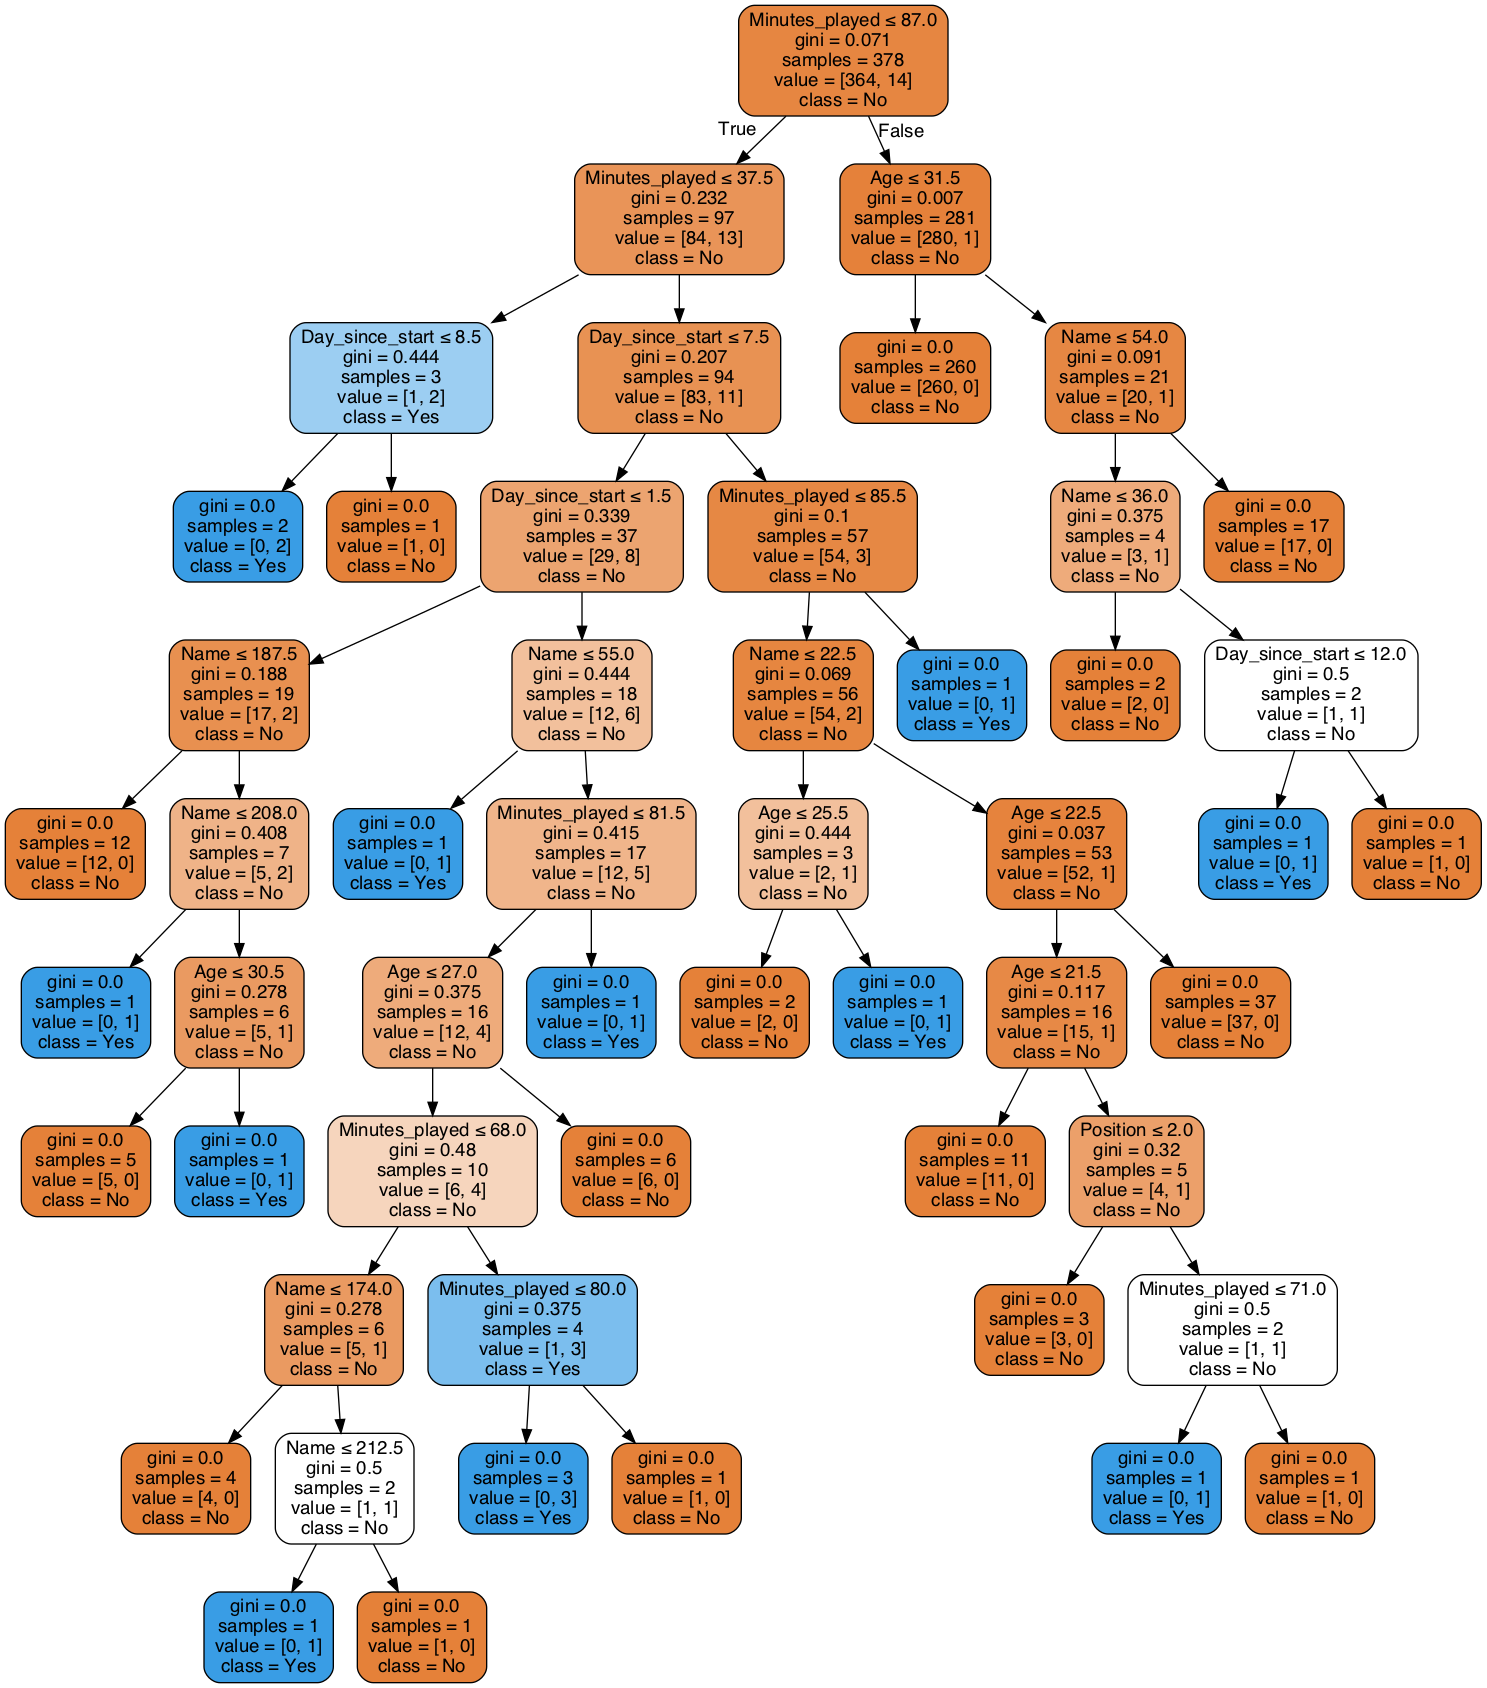 Minutes_played ≤ 87.0
gini = 0.071
samples = 378
value = [364, 14]
class = No
True
False
Minutes_played ≤ 37.5
gini = 0.232
samples = 97
value = [84, 13]
class = No
Age ≤ 31.5
gini = 0.007
samples = 281
value = [280, 1]
class = No
Day_since_start ≤ 8.5
gini = 0.444
samples = 3
value = [1, 2]
class = Yes
Day_since_start ≤ 7.5
gini = 0.207
samples = 94
value = [83, 11]
class = No
gini = 0.0
samples = 260
value = [260, 0]
class = No
Name ≤ 54.0
gini = 0.091
samples = 21
value = [20, 1]
class = No
gini = 0.0
samples = 2
value = [0, 2]
class = Yes
gini = 0.0
samples = 1
value = [1, 0]
class = No
Day_since_start ≤ 1.5
gini = 0.339
samples = 37
value = [29, 8]
class = No
Minutes_played ≤ 85.5
gini = 0.1
samples = 57
value = [54, 3]
class = No
Name ≤ 36.0
gini = 0.375
samples = 4
value = [3, 1]
class = No
gini = 0.0
samples = 17
value = [17, 0]
class = No
Name ≤ 187.5
gini = 0.188
samples = 19
value = [17, 2]
class = No
Name ≤ 55.0
gini = 0.444
samples = 18
value = [12, 6]
class = No
Name ≤ 22.5
gini = 0.069
samples = 56
value = [54, 2]
class = No
gini = 0.0
samples = 1
value = [0, 1]
class = Yes
gini = 0.0
samples = 2
value = [2, 0]
class = No
Day_since_start ≤ 12.0
gini = 0.5
samples = 2
value = [1, 1]
class = No
gini = 0.0
samples = 12
value = [12, 0]
class = No
Name ≤ 208.0
gini = 0.408
samples = 7
value = [5, 2]
class = No
gini = 0.0
samples = 1
value = [0, 1]
class = Yes
Minutes_played ≤ 81.5
gini = 0.415
samples = 17
value = [12, 5]
class = No
Age ≤ 25.5
gini = 0.444
samples = 3
value = [2, 1]
class = No
Age ≤ 22.5
gini = 0.037
samples = 53
value = [52, 1]
class = No
gini = 0.0
samples = 1
value = [0, 1]
class = Yes
gini = 0.0
samples = 1
value = [1, 0]
class = No
gini = 0.0
samples = 1
value = [0, 1]
class = Yes
Age ≤ 30.5
gini = 0.278
samples = 6
value = [5, 1]
class = No
Age ≤ 27.0
gini = 0.375
samples = 16
value = [12, 4]
class = No
gini = 0.0
samples = 1
value = [0, 1]
class = Yes
gini = 0.0
samples = 2
value = [2, 0]
class = No
gini = 0.0
samples = 1
value = [0, 1]
class = Yes
Age ≤ 21.5
gini = 0.117
samples = 16
value = [15, 1]
class = No
gini = 0.0
samples = 37
value = [37, 0]
class = No
gini = 0.0
samples = 5
value = [5, 0]
class = No
gini = 0.0
samples = 1
value = [0, 1]
class = Yes
Minutes_played ≤ 68.0
gini = 0.48
samples = 10
value = [6, 4]
class = No
gini = 0.0
samples = 6
value = [6, 0]
class = No
gini = 0.0
samples = 11
value = [11, 0]
class = No
Position ≤ 2.0
gini = 0.32
samples = 5
value = [4, 1]
class = No
Name ≤ 174.0
gini = 0.278
samples = 6
value = [5, 1]
class = No
Minutes_played ≤ 80.0
gini = 0.375
samples = 4
value = [1, 3]
class = Yes
gini = 0.0
samples = 3
value = [3, 0]
class = No
Minutes_played ≤ 71.0
gini = 0.5
samples = 2
value = [1, 1]
class = No
gini = 0.0
samples = 4
value = [4, 0]
class = No
Name ≤ 212.5
gini = 0.5
samples = 2
value = [1, 1]
class = No
gini = 0.0
samples = 3
value = [0, 3]
class = Yes
gini = 0.0
samples = 1
value = [1, 0]
class = No
gini = 0.0
samples = 1
value = [0, 1]
class = Yes
gini = 0.0
samples = 1
value = [1, 0]
class = No
gini = 0.0
samples = 1
value = [0, 1]
class = Yes
gini = 0.0
samples = 1
value = [1, 0]
class = No